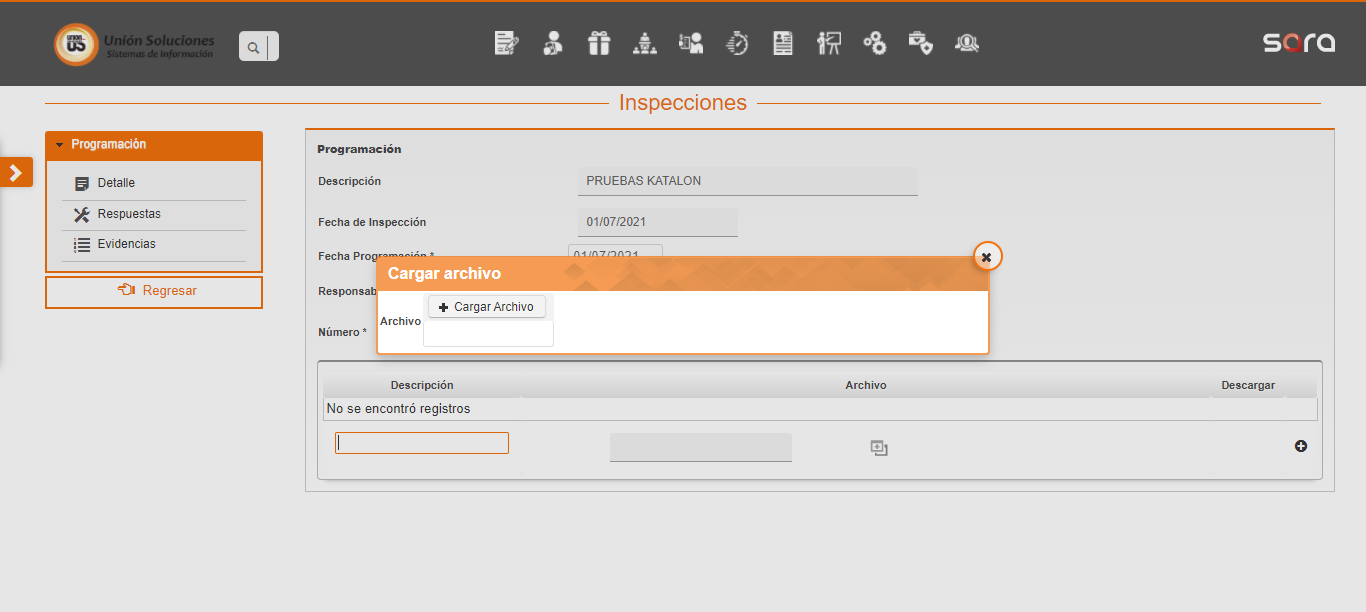 UNION
US
Unión Soluciones
Sistemas de Información
sara
Inspecciones
Programación
Detalle
Respuestas
Evidencias
Regresar
Programación
Descripción
PRUEBAS KATALON
Fecha de Inspección
01/07/2021
Fecha Programación *
01/07/2021
Responsab
Número *
Cargar archivo
Archivo
Cargar Archivo
Descripción
Archivo
Descargar
No se encontró registros